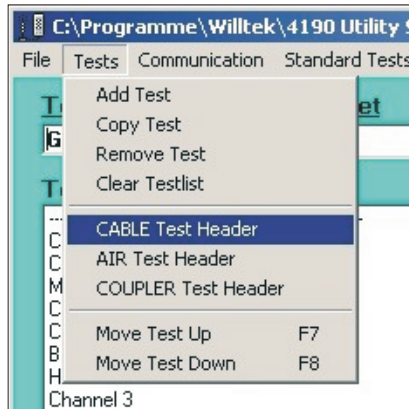 C:\Programme\Willtek\4190 Utility S
File Tests Communication Standard Tests
Add Test
Copy Test
Remove Test
Clear Testlist
CABLE Test Header
AIR Test Header
COUPLER Test Header
Move Test Up F7
Move Test Down F8
Channel 3